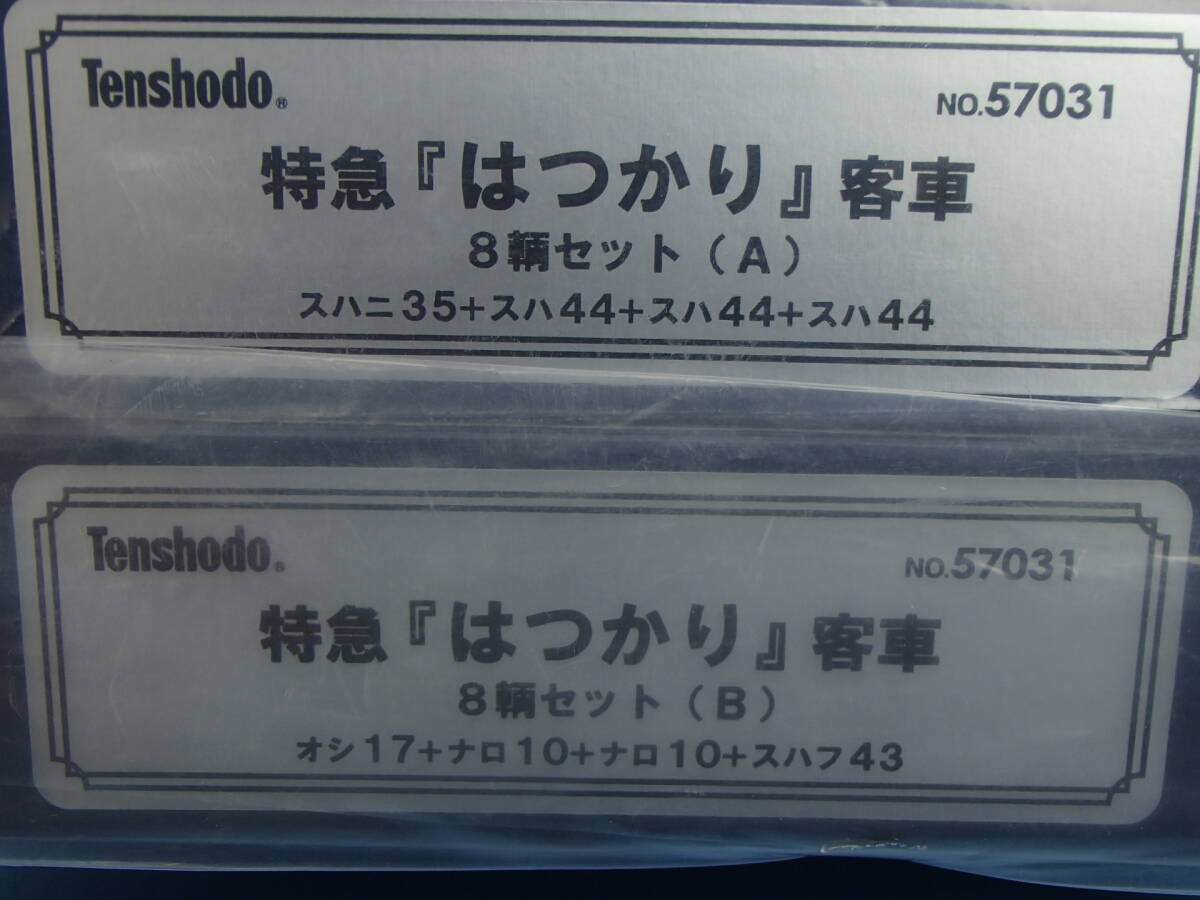 Tenshodo®
NO.57031
特急『はつかり』客車
8輛セット(A)
スハニ35+スハ44+スハ44+スハ44
Tenshodo®
NO.57031
特急『はつかり』客車
8輛セット(B)
オシ17+ナロ10+ナロ10+スハフ43